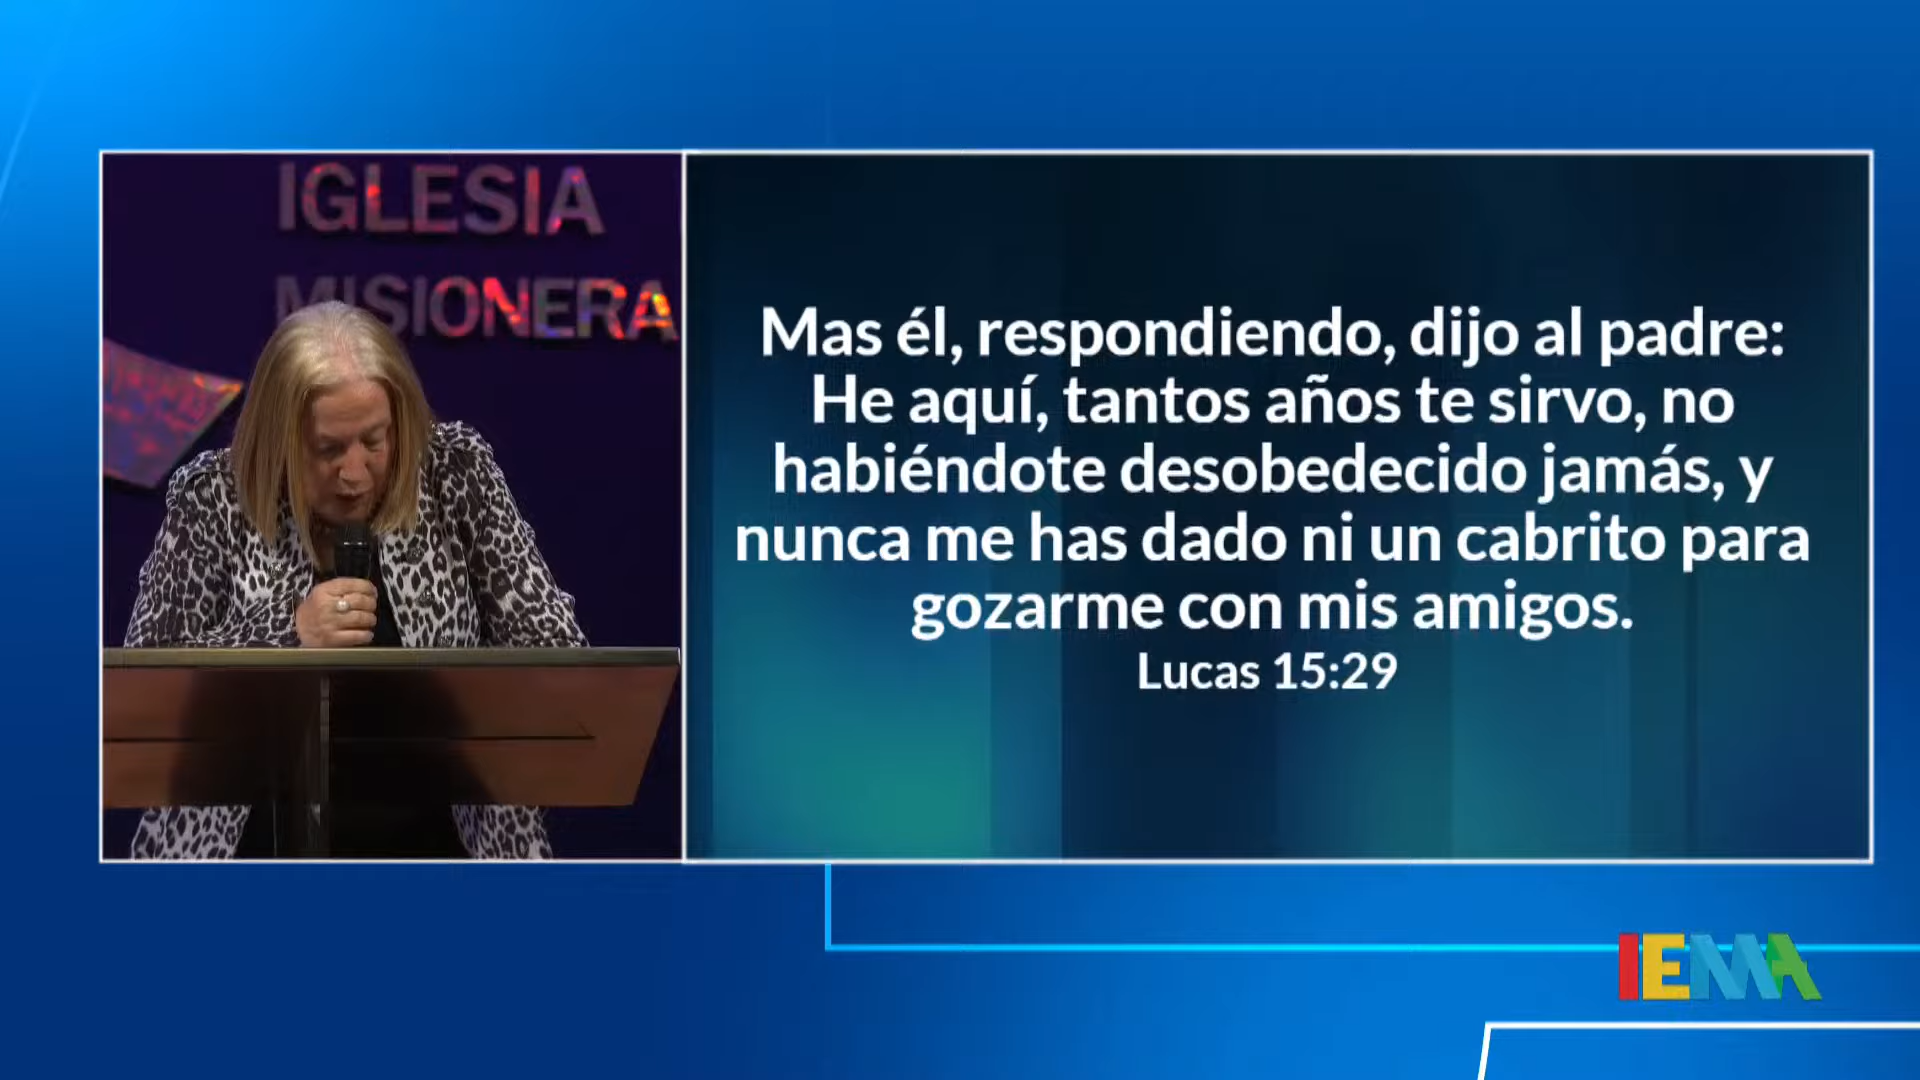 IGLESIA
MISIONERA
Mas él, respondiendo, dijo al padre:
He aquí, tantos años te sirvo, no
habiéndote desobedecido jamás, y
nunca me has dado ni un cabrito para
gozarme con mis amigos.
Lucas 15:29
IEMA